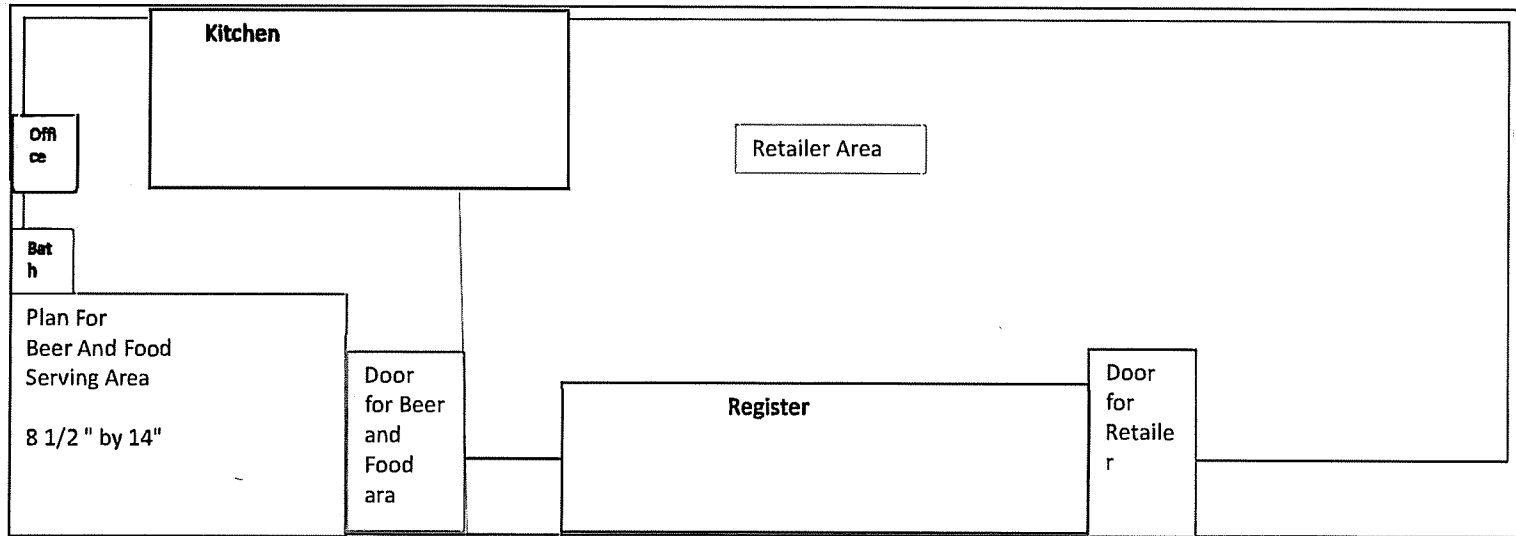 Kitchen
Offi
ce
Retailer Area
Bat
h
Plan For
Beer And Food
Serving Area
8 1/2 " by 14"
Door
for Beer
and
Food
ara
Register
Door
for
Retaile
r